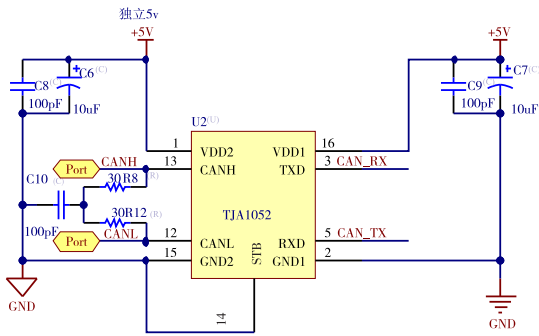 独立5v
+5V
+5V
C8(C)
C6(C)
C9(C)
C7(C)
100pF
10uF
100pF
10uF
U2(U)
1
VDD2
VDD1
16
CANH
13
CANH
TXD
3
CAN_RX
Port
C10(C)
30 R8(R)
30R12(R)
TJA1052
100pF
Port
CANL
12
CANL
RXD
5
CAN_TX
15
GND2
STB
GND1
2
14
GND
GND